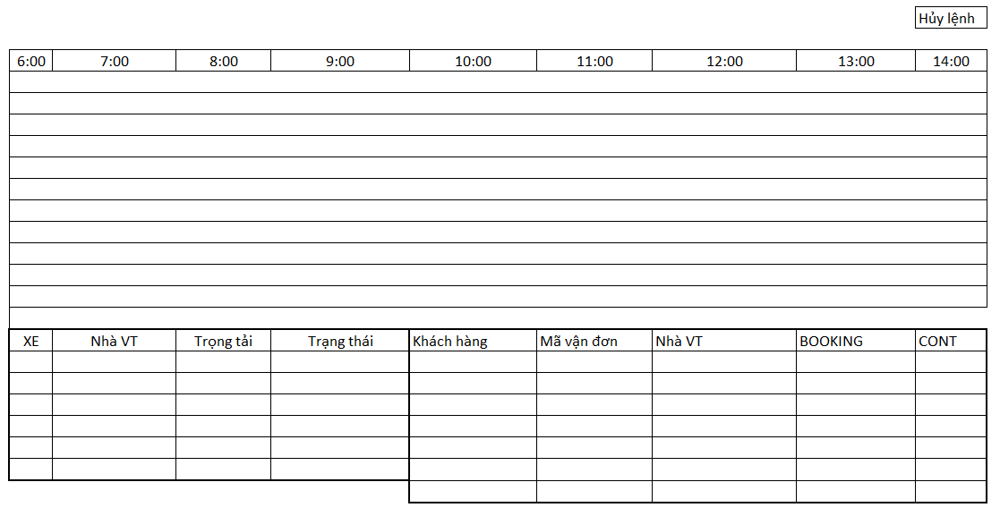 Hủy lệnh
6:00 7:00 8:00 9:00 10:00 11:00 12:00 13:00 14:00
XE Nhà VT Trọng tải Trạng thái Khách hàng Mã vận đơn Nhà VT BOOKING CONT